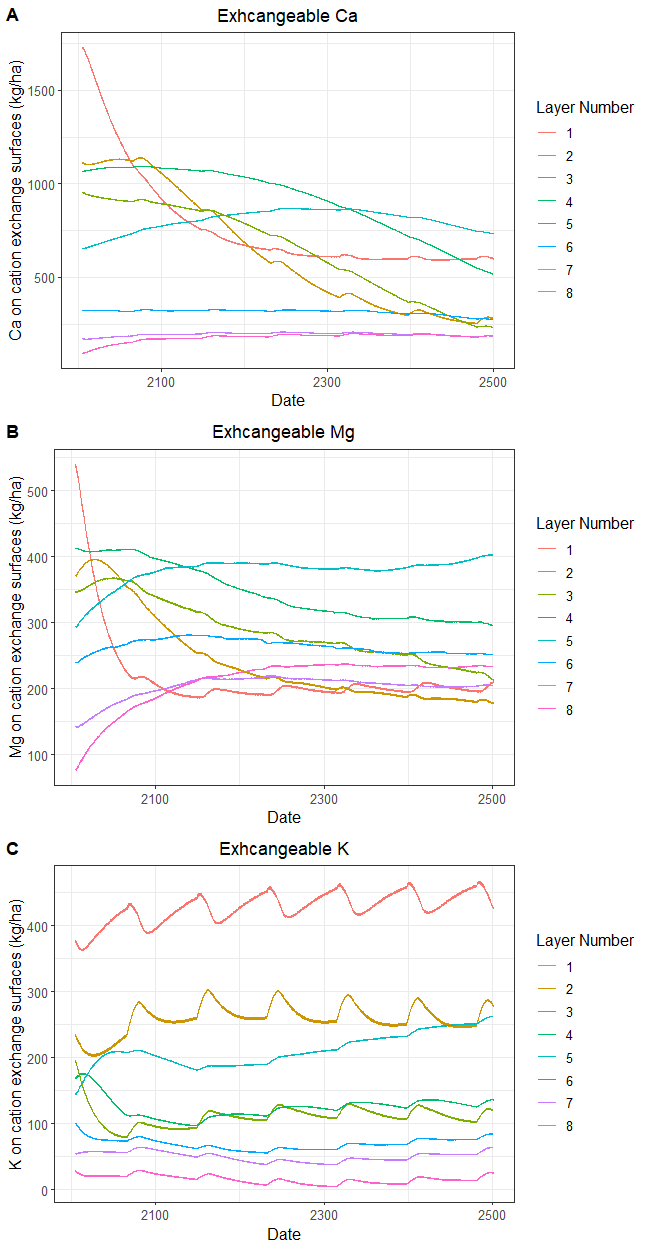 A
Exhcangeable Ca
Ca on cation exchange surfaces (kg/ha)
1500
1000
500
2100 2300 2500
Date
Layer Number
1
2
3
4
5
6
7
8
B
Exhcangeable Mg
Mg on cation exchange surfaces (kg/ha)
500
400
300
200
100
2100 2300 2500
Date
Layer Number
1
2
3
4
5
6
7
8
C
Exhcangeable K
K on cation exchange surfaces (kg/ha)
400
300
200
100
0
2100 2300 2500
Date
Layer Number
1
2
3
4
5
6
7
8